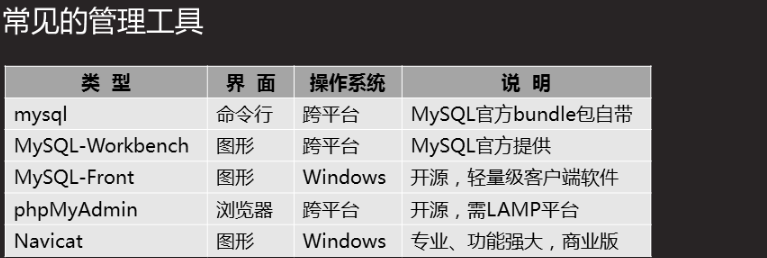 常见的管理工具
类 型 界 面 操作系统 说 明
mysql 命令行 跨平台 MySQL官方bundle包自带
MySQL-Workbench 图形 跨平台 MySQL官方提供
MySQL-Front 图形 Windows 开源，轻量级客户端软件
phpMyAdmin 浏览器 跨平台 开源，需LAMP平台
Navicat 图形 Windows 专业、功能强大，商业版